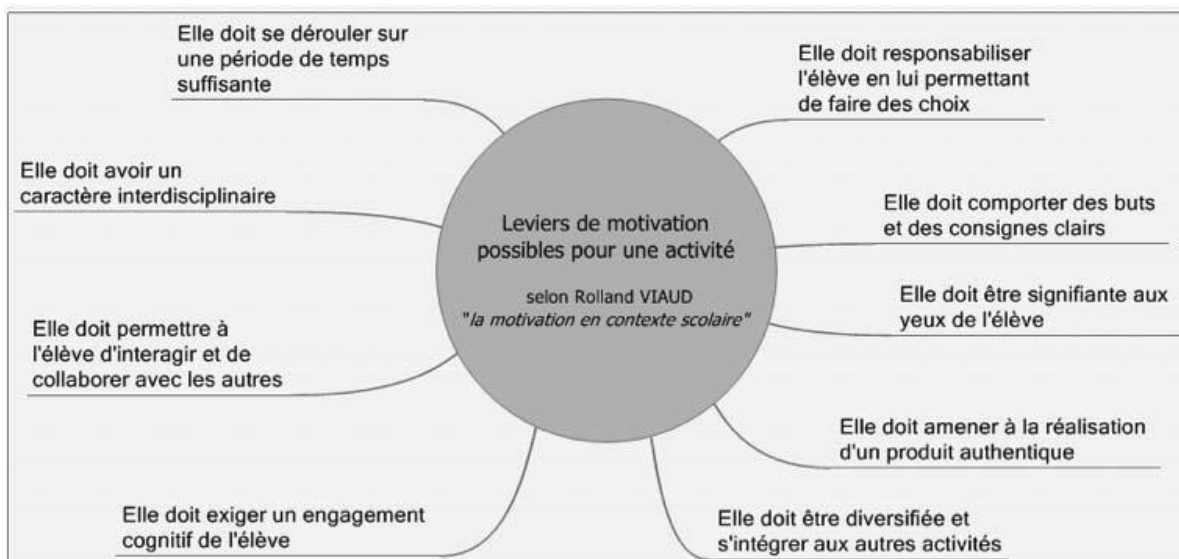 Leviers de motivation
possibles pour une activité
selon Rolland VIAUD
"la motivation en contexte scolaire"
Elle doit responsabiliser
l'élève en lui permettant
de faire des choix
Elle doit comporter des buts
et des consignes clairs
Elle doit être signifiante aux
yeux de l'élève
Elle doit amener à la réalisation
d'un produit authentique
Elle doit être diversifiée et
s'intégrer aux autres activités
Elle doit exiger un engagement
cognitif de l'élève
Elle doit permettre à
l'élève d'interagir et de
collaborer avec les autres
Elle doit avoir un
caractère interdisciplinaire
Elle doit se dérouler sur
une période de temps
suffisante